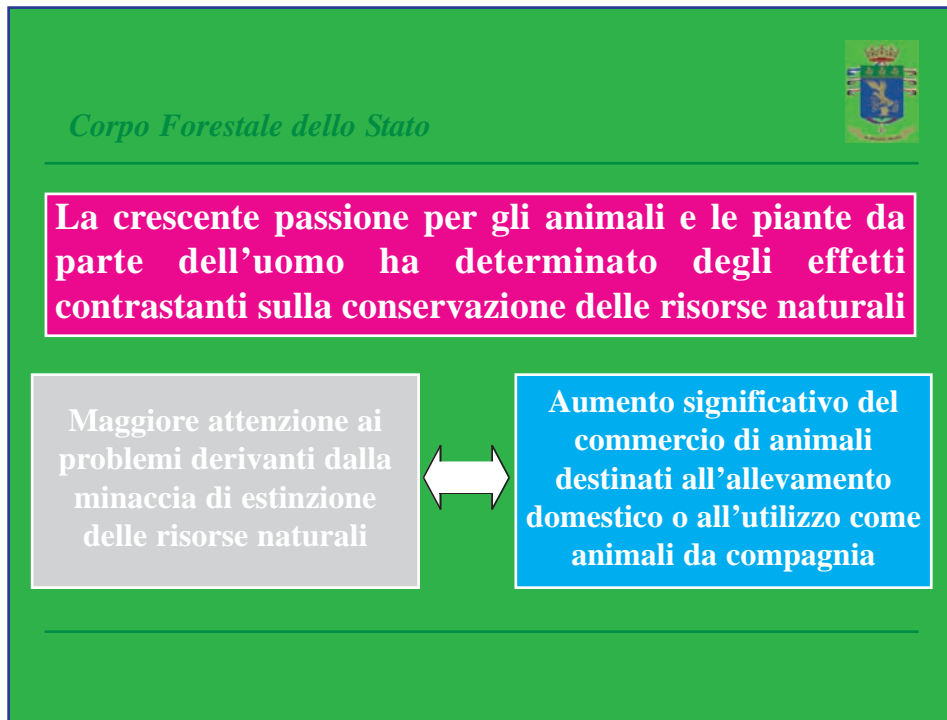 Corpo Forestale dello Stato
La crescente passione per gli animali e le piante da
parte dell’uomo ha determinato degli effetti
contrastanti sulla conservazione delle risorse naturali
Maggiore attenzione ai
problemi derivanti dalla
minaccia di estinzione
delle risorse naturali
Aumento significativo del
commercio di animali
destinati all’allevamento
domestico o all’utilizzo come
animali da compagnia